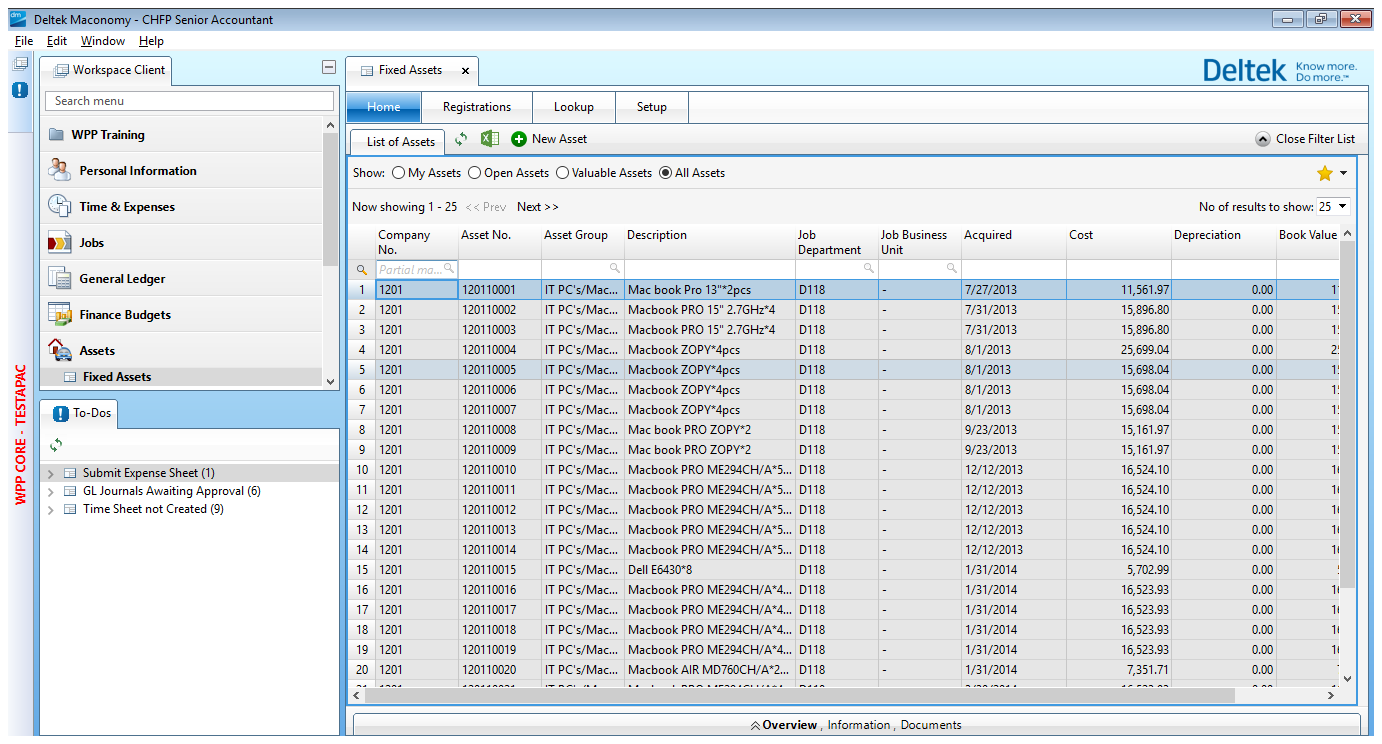 Deltek Maconomy - CHFP Senior Accountant
File Edit Window Help
Workspace Client
Fixed Assets x
Deltek Know more. Do more.™
Search menu
Home Registrations Lookup Setup
List of Assets New Asset Close Filter List
WPP Training
Personal Information
Time & Expenses
Jobs
General Ledger
Finance Budgets
Assets
Fixed Assets
WPP CORE - TESTAPAC
To-Dos
Submit Expense Sheet (1)
GL Journals Awaiting Approval (6)
Time Sheet not Created (9)
Show: My Assets Open Assets Valuable Assets All Assets
Now showing 1 - 25 << Prev Next >> No of results to show: 25
Company No. Asset No. Asset Group Description Job Department Job Business Unit Acquired Cost Depreciation Book Value
Partial ma...
1 1201 120110001 IT PC's/Mac... Mac book Pro 13"*2pcs D118 - 7/27/2013 11,561.97 0.00
2 1201 120110002 IT PC's/Mac... Macbook PRO 15" 2.7GHz*4 D118 - 7/31/2013 15,896.80 0.00
3 1201 120110003 IT PC's/Mac... Macbook PRO 15" 2.7GHz*4 D118 - 7/31/2013 15,896.80 0.00
4 1201 120110004 IT PC's/Mac... Macbook ZOPY*4pcs D118 - 8/1/2013 25,699.04 0.00
5 1201 120110005 IT PC's/Mac... Macbook ZOPY*4pcs D118 - 8/1/2013 15,698.04 0.00
6 1201 120110006 IT PC's/Mac... Macbook ZOPY*4pcs D118 - 8/1/2013 15,698.04 0.00
7 1201 120110007 IT PC's/Mac... Macbook ZOPY*4pcs D118 - 8/1/2013 15,698.04 0.00
8 1201 120110008 IT PC's/Mac... Mac book PRO ZOPY*2 D118 - 9/23/2013 15,161.97 0.00
9 1201 120110009 IT PC's/Mac... Mac book PRO ZOPY*2 D118 - 9/23/2013 15,161.97 0.00
10 1201 120110010 IT PC's/Mac... Macbook PRO ME294CH/A*5... D118 - 12/12/2013 16,524.10 0.00
11 1201 120110011 IT PC's/Mac... Macbook PRO ME294CH/A*5... D118 - 12/12/2013 16,524.10 0.00
12 1201 120110012 IT PC's/Mac... Macbook PRO ME294CH/A*5... D118 - 12/12/2013 16,524.10 0.00
13 1201 120110013 IT PC's/Mac... Macbook PRO ME294CH/A*5... D118 - 12/12/2013 16,524.10 0.00
14 1201 120110014 IT PC's/Mac... Macbook PRO ME294CH/A*5... D118 - 12/12/2013 16,524.10 0.00
15 1201 120110015 IT PC's/Mac... Dell E6430*8 D118 - 1/31/2014 5,702.99 0.00
16 1201 120110016 IT PC's/Mac... Macbook PRO ME294CH/A*4... D118 - 1/31/2014 16,523.93 0.00
17 1201 120110017 IT PC's/Mac... Macbook PRO ME294CH/A*4... D118 - 1/31/2014 16,523.93 0.00
18 1201 120110018 IT PC's/Mac... Macbook PRO ME294CH/A*4... D118 - 1/31/2014 16,523.93 0.00
19 1201 120110019 IT PC's/Mac... Macbook PRO ME294CH/A*4... D118 - 1/31/2014 16,523.93 0.00
20 1201 120110020 IT PC's/Mac... Macbook AIR MD760CH/A*2... D118 - 1/31/2014 7,351.71 0.00
Overview , Information , Documents